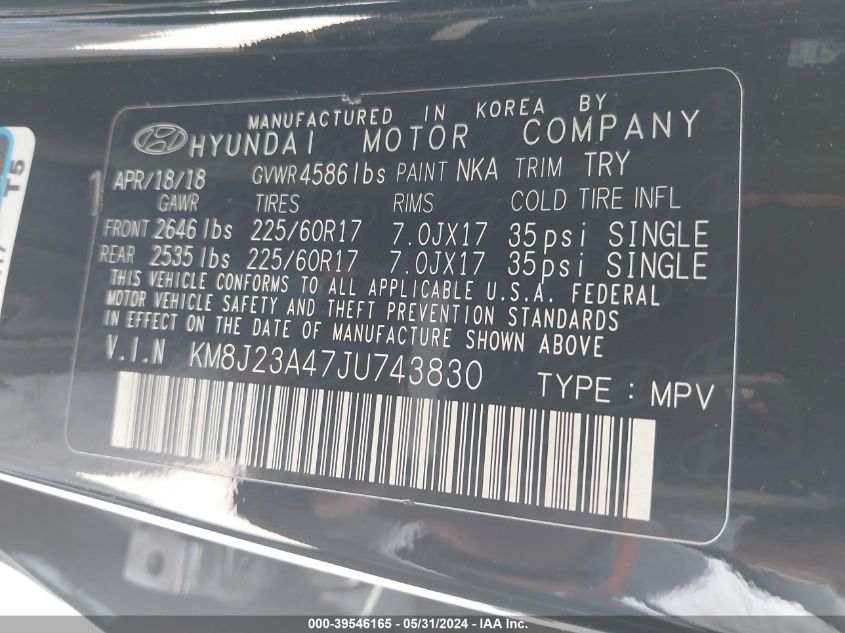 MANUFACTURED IN KOREA BY
HYUNDAI MOTOR COMPANY
APR/18/18 GVWR 4586 lbs PAINT NKA TRIM TRY
GAWR TIRES RIMS COLD TIRE INFL
FRONT 2646 lbs 225/60R17 7.0JX17 35psi SINGLE
REAR 2535 lbs 225/60R17 7.0JX17 35psi SINGLE
THIS VEHICLE CONFORMS TO ALL APPLICABLE U.S.A. FEDERAL
MOTOR VEHICLE SAFETY AND THEFT PREVENTION STANDARDS
IN EFFECT ON THE DATE OF MANUFACTURE SHOWN ABOVE
V.I.N KM8J23A47JU743830 TYPE : MPV
000-39546165 - 05/31/2024 - IAA Inc.